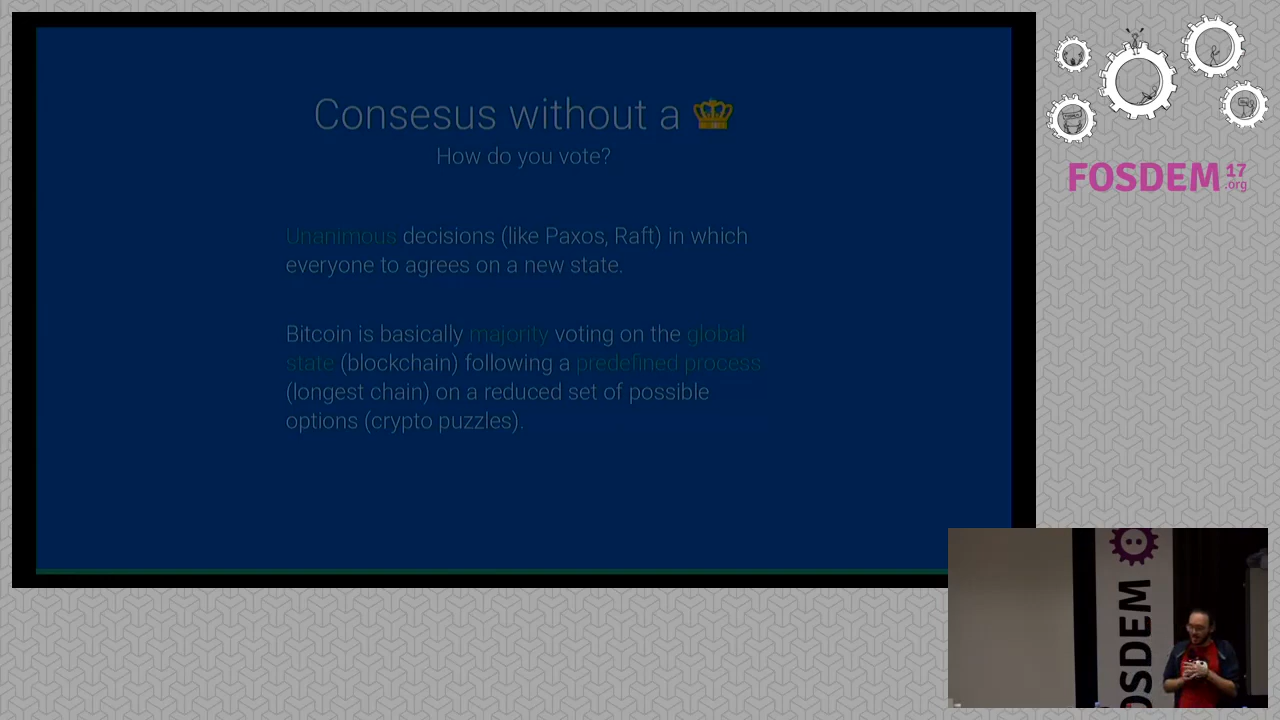 Consesus without a
How do you vote?
Unanimous decisions (like Paxos, Raft) in which
everyone to agrees on a new state.
Bitcoin is basically majority voting on the global
state (blockchain) following a predefined process
(longest chain) on a reduced set of possible
options (crypto puzzles).
FOSDEM 17
.org
OSDEM